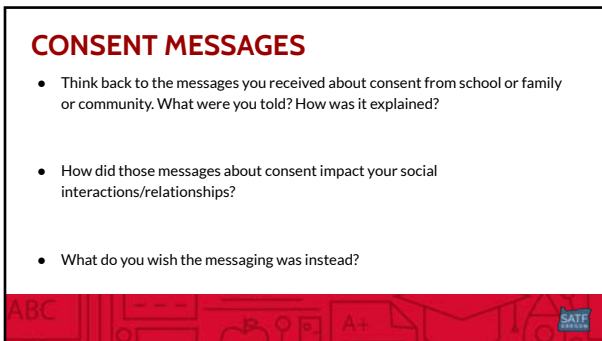 CONSENT MESSAGES
● Think back to the messages you received about consent from school or family
or community. What were you told? How was it explained?
● How did those messages about consent impact your social
interactions/relationships?
● What do you wish the messaging was instead?
ABC
A+
SATF
OREGON